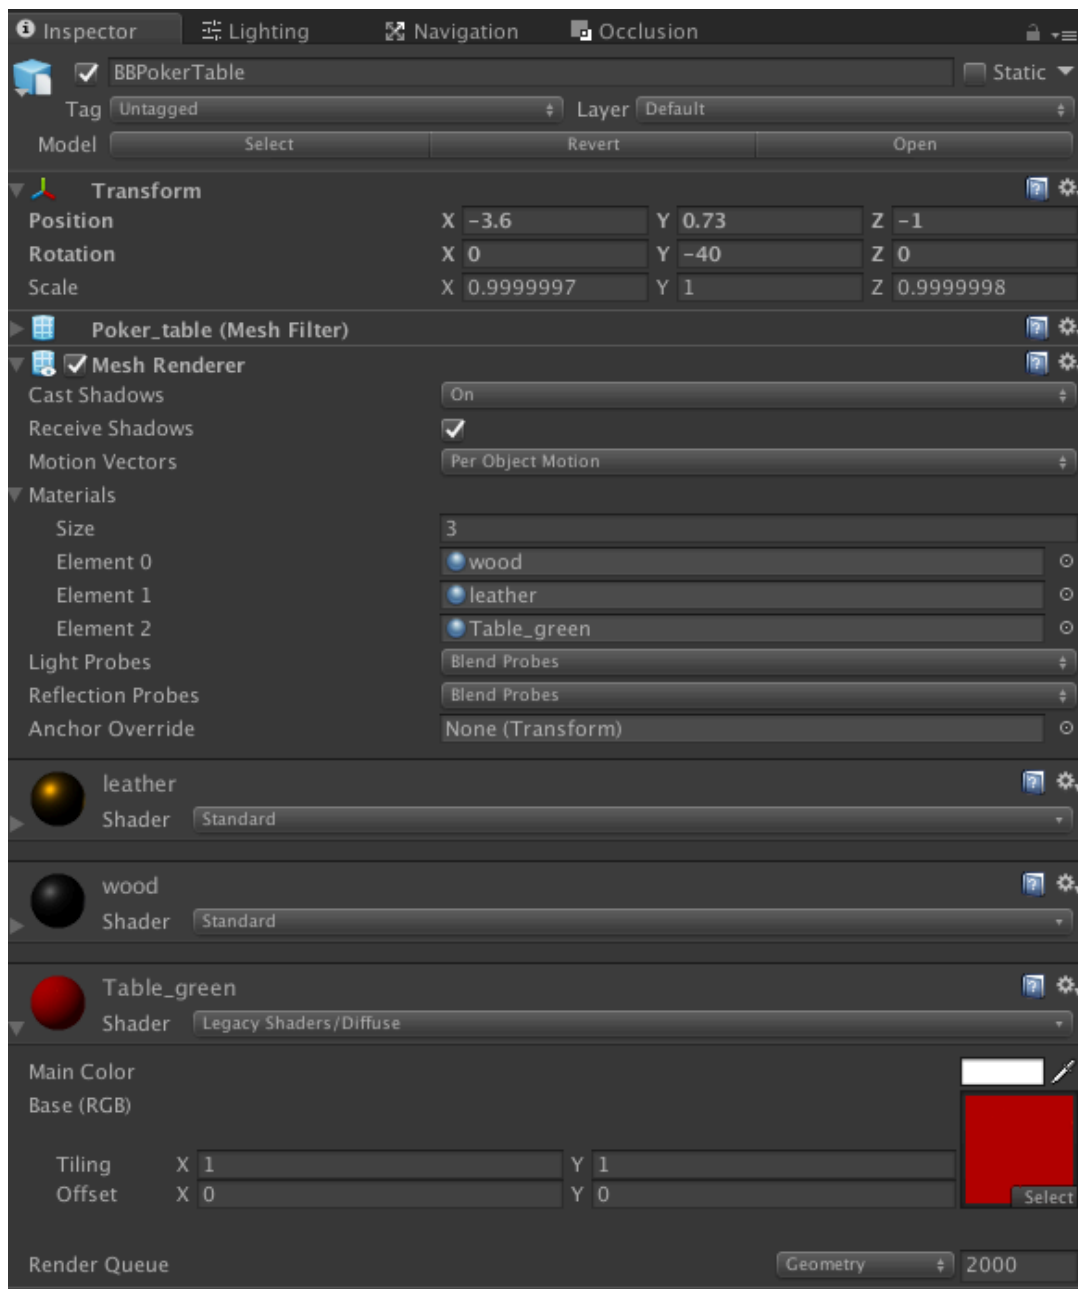 Inspector Lighting Navigation Occlusion
BBPokerTable Static
Tag Untagged Layer Default
Model Select Revert Open
Transform
Position X -3.6 Y 0.73 Z -1
Rotation X 0 Y -40 Z 0
Scale X 0.9999997 Y 1 Z 0.9999998
Poker_table (Mesh Filter)
Mesh Renderer
Cast Shadows On
Receive Shadows
Motion Vectors Per Object Motion
Materials
Size 3
Element 0 wood
Element 1 leather
Element 2 Table_green
Light Probes Blend Probes
Reflection Probes Blend Probes
Anchor Override None (Transform)
leather
Shader Standard
wood
Shader Standard
Table_green
Shader Legacy Shaders/Diffuse
Main Color
Base (RGB)
Tiling X 1 Y 1
Offset X 0 Y 0 Select
Render Queue Geometry 2000